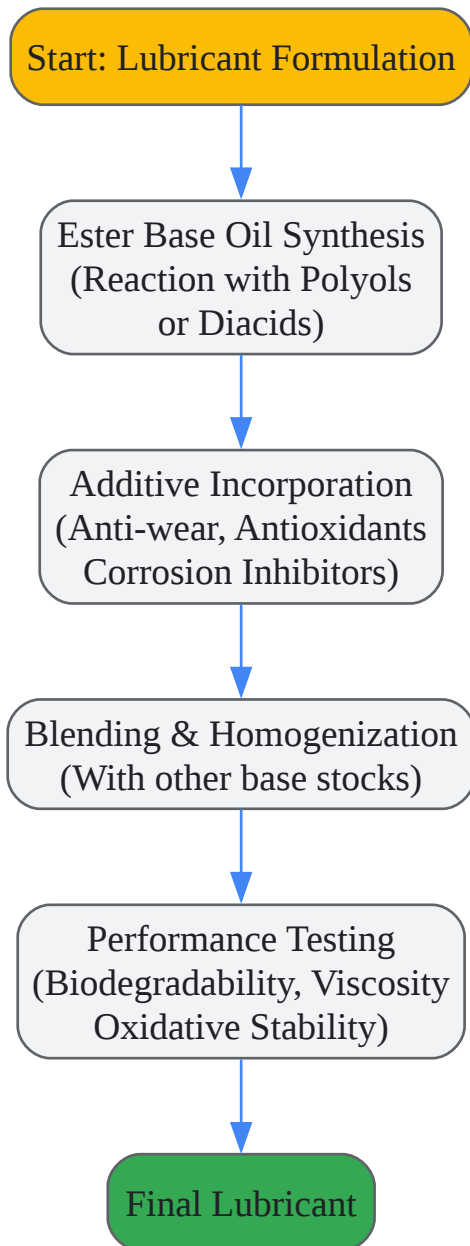 Start: Lubricant Formulation
Ester Base Oil Synthesis
(Reaction with Polyols
or Diacids)
Additive Incorporation
(Anti-wear, Antioxidants
Corrosion Inhibitors)
Blending & Homogenization
(With other base stocks)
Performance Testing
(Biodegradability, Viscosity
Oxidative Stability)
Final Lubricant